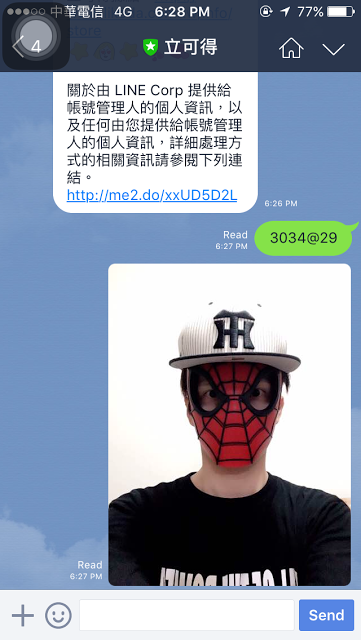 中華電信 4G 6:28 PM 77%
4 立可得
關於由 LINE Corp 提供給
帳號管理人的個人資訊，以
及任何由您提供給帳號管理
人的個人資訊，詳細處理方
式的相關資訊請參閱下列連
結。
http://me2.do/xxUD5D2L
6:26 PM
Read
6:27 PM
3034@29
Read
6:27 PM
Send